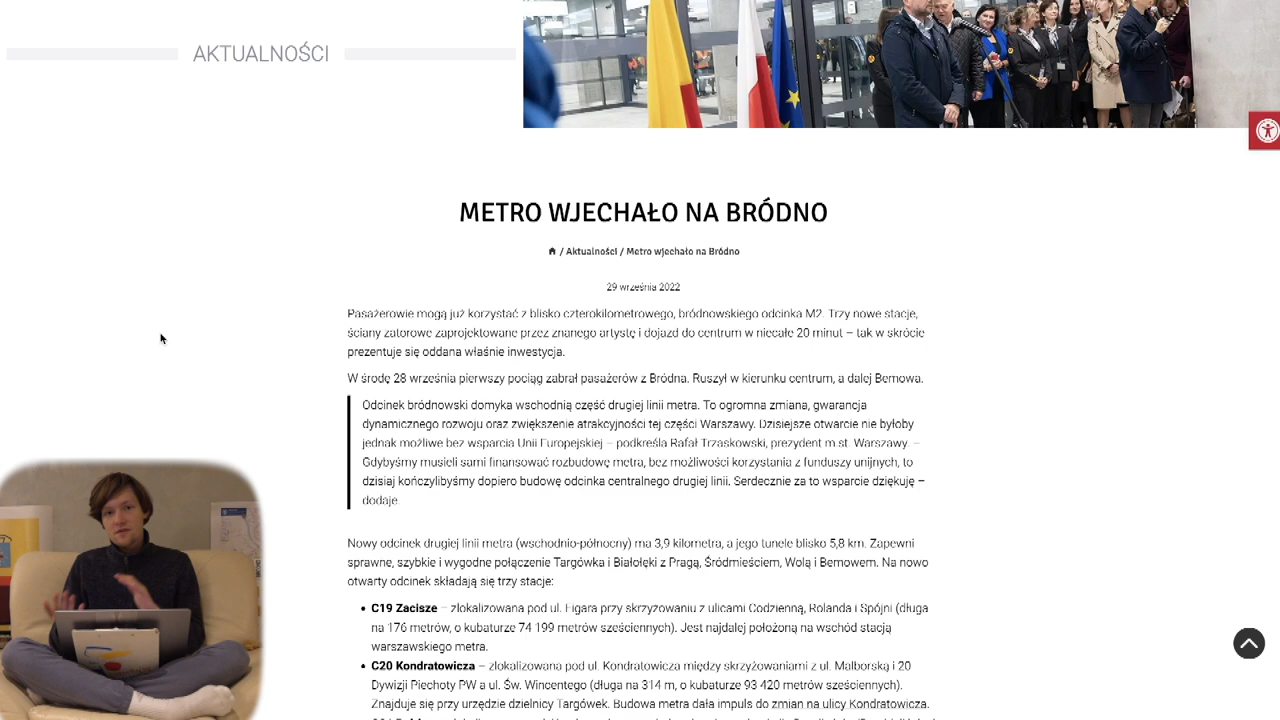 AKTUALNOŚCI
METRO WJECHAŁO NA BRÓDNO
/ Aktualności / Metro wjechało na Bródno
29 września 2022
Pasażerowie mogą już korzystać z blisko czterokilometrowego, bródnowskiego odcinka M2. Trzy nowe stacje,
ściany zatorowe zaprojektowane przez znanego artystę i dojazd do centrum w niecałe 20 minut – tak w skrócie
prezentuje się oddana właśnie inwestycja.
W środę 28 września pierwszy pociąg zabrał pasażerów z Bródna. Ruszył w kierunku centrum, a dalej Bemowa.
Odcinek bródnowski domyka wschodnią część drugiej linii metra. To ogromna zmiana, gwarancja
dynamicznego rozwoju oraz zwiększenie atrakcyjności tej części Warszawy. Dzisiejsze otwarcie nie byłoby
jednak możliwe bez wsparcia Unii Europejskiej – podkreśla Rafał Trzaskowski, prezydent m.st. Warszawy. –
Gdybyśmy musieli sami finansować rozbudowę metra, bez możliwości korzystania z funduszy unijnych, to
dzisiaj kończylibyśmy dopiero budowę odcinka centralnego drugiej linii. Serdecznie za to wsparcie dziękuję –
dodaje.
Nowy odcinek drugiej linii metra (wschodnio-północny) ma 3,9 kilometra, a jego tunele blisko 5,8 km. Zapewni
sprawne, szybkie i wygodne połączenie Targówka i Białołęki z Pragą, Śródmieściem, Wolą i Bemowem. Na nowo
otwarty odcinek składają się trzy stacje:
• C19 Zacisze – zlokalizowana pod ul. Figara przy skrzyżowaniu z ulicami Codzienną, Rolanda i Spójni (długa
na 176 metrów, o kubaturze 74 199 metrów sześciennych). Jest najdalej położoną na wschód stacją
warszawskiego metra.
• C20 Kondratowicza – zlokalizowana pod ul. Kondratowicza między skrzyżowaniami z ul. Malborską i 20
Dywizji Piechoty PW a ul. Św. Wincentego (długa na 314 m, o kubaturze 93 420 metrów sześciennych).
Znajduje się przy urzędzie dzielnicy Targówek. Budowa metra dała impuls do zmian na ulicy Kondratowicza.